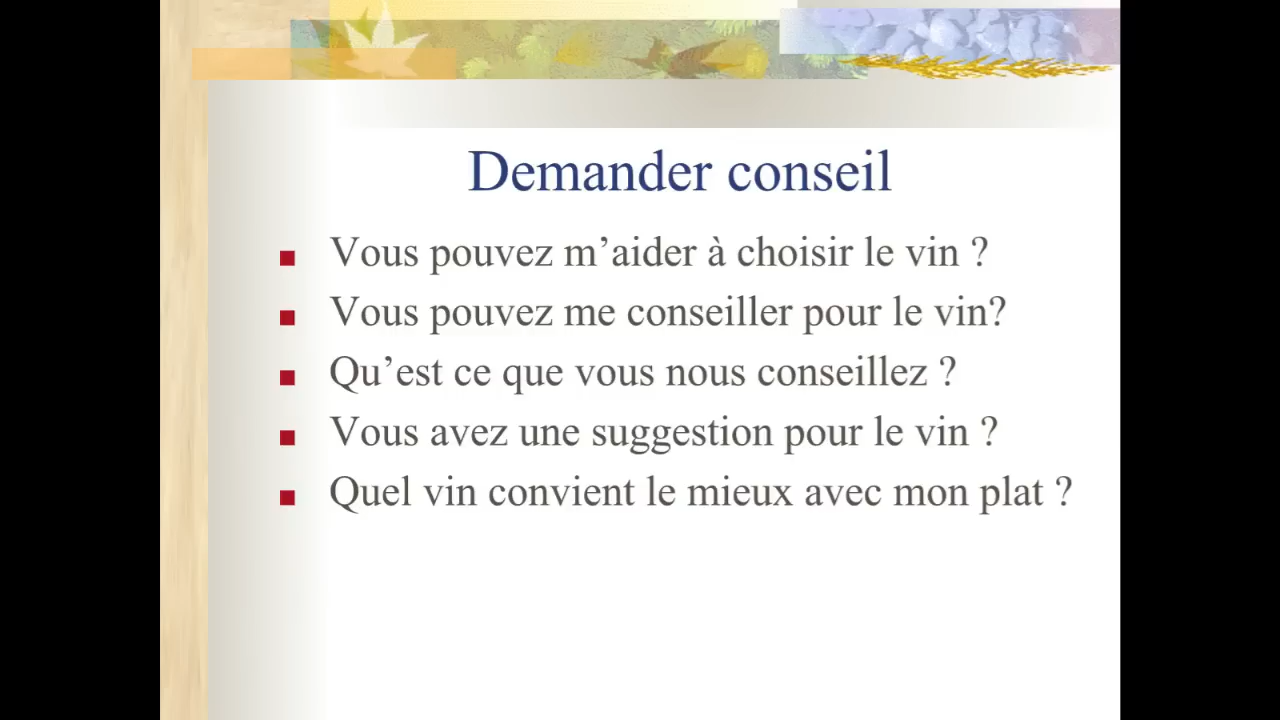 Demander conseil
Vous pouvez m’aider à choisir le vin ?
Vous pouvez me conseiller pour le vin?
Qu’est ce que vous nous conseillez ?
Vous avez une suggestion pour le vin ?
Quel vin convient le mieux avec mon plat ?